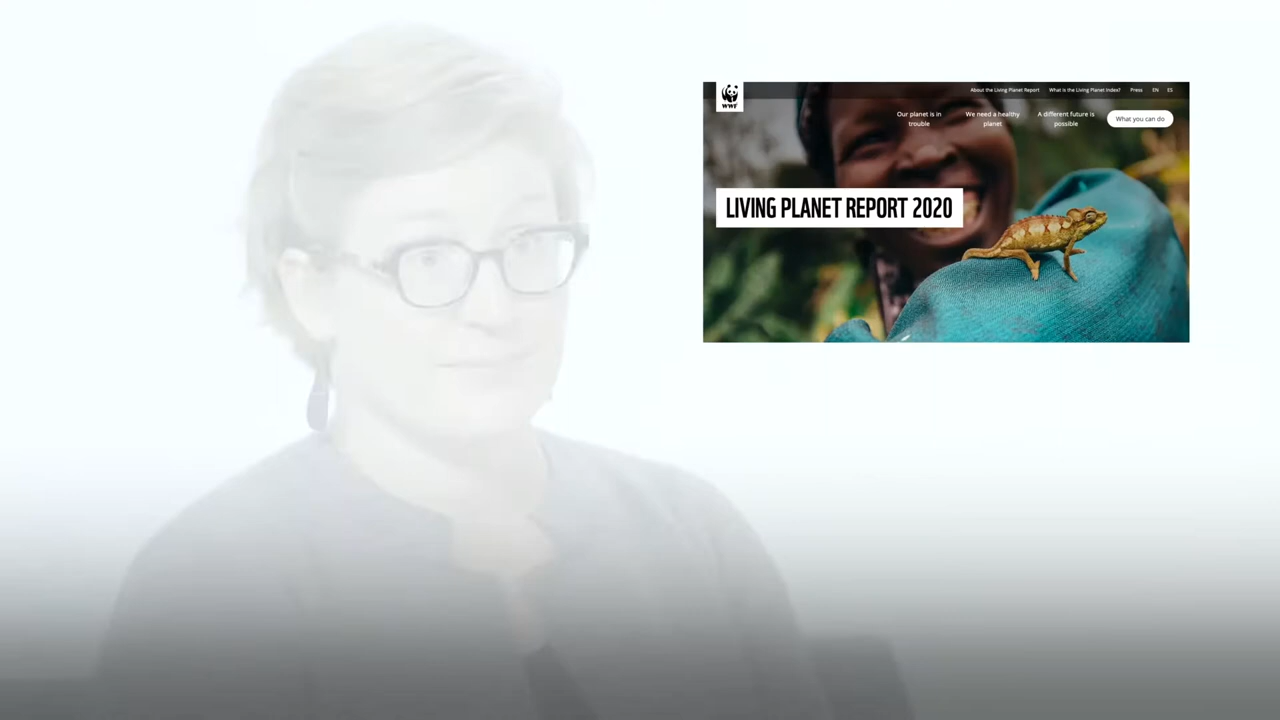 About the Living Planet Report What is the Living Planet Index? Press EN ES
WWF
Our planet is in
trouble
We need a healthy
planet
A different future is
possible
What you can do
LIVING PLANET REPORT 2020